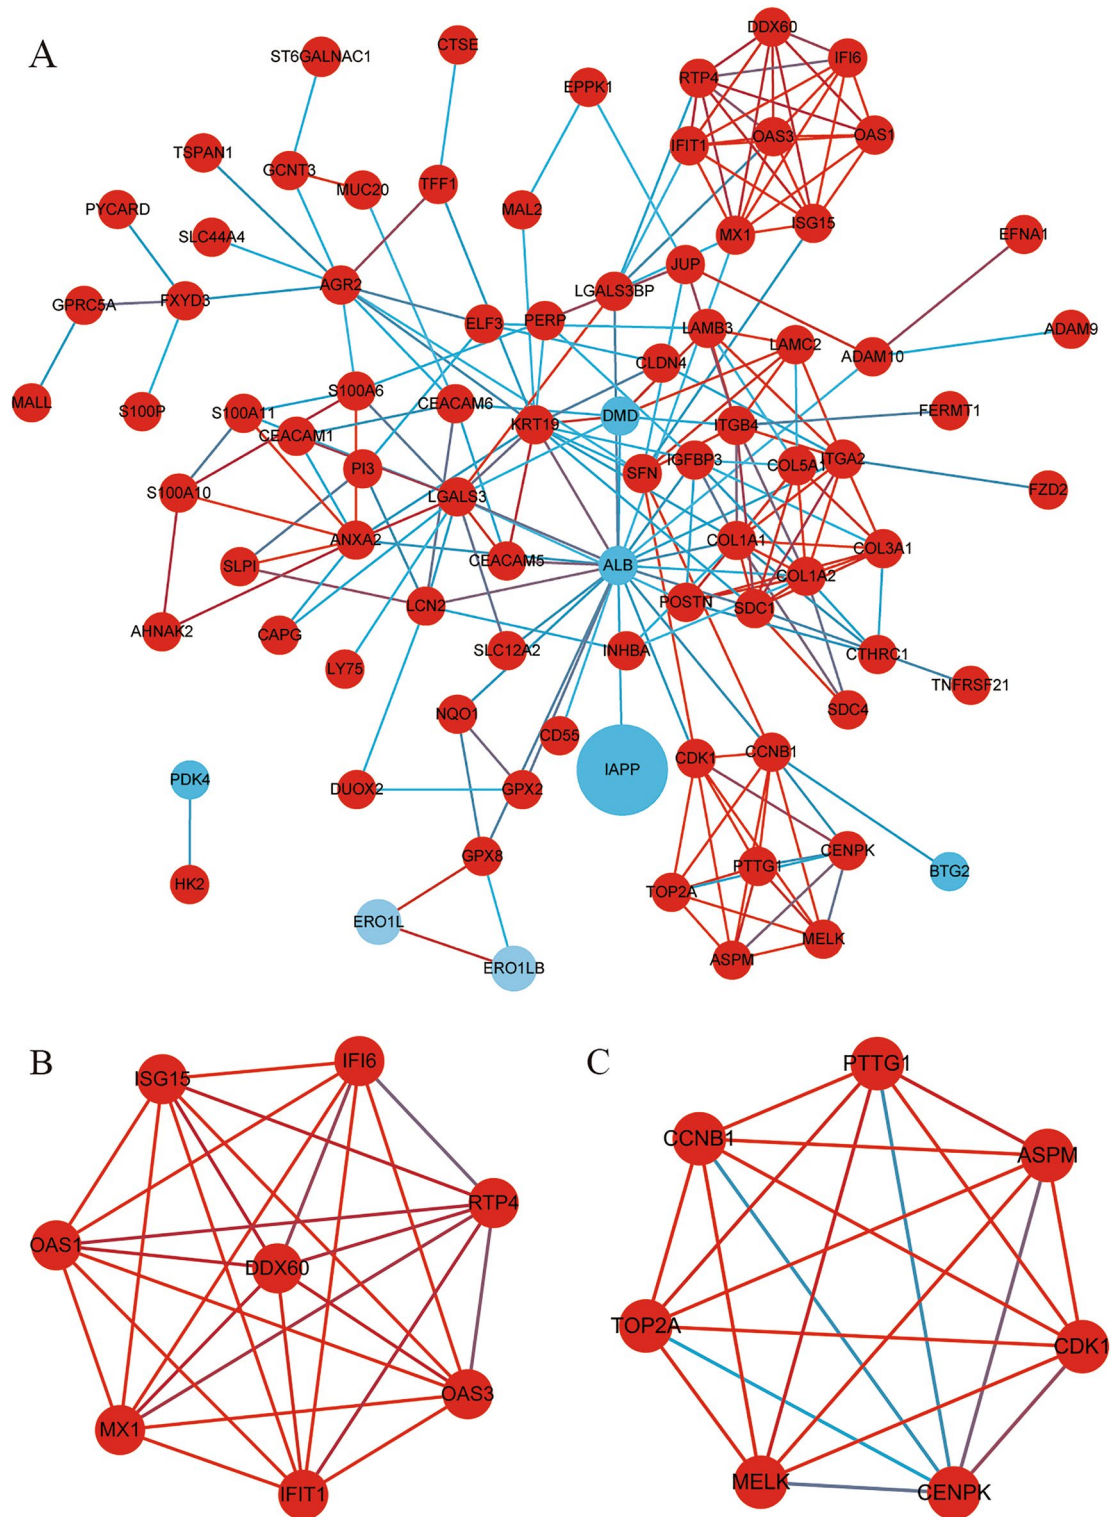 A
CTSE
DDX60
ST6GALNAC1
IFI6
RTP4
EPPK1
OAS3
OAS1
IFIT1
TSPAN1
GCNT3
MUC20
TFF1
PYCARD
MAL2
ISG15
SLC44A4
MX1
EFNA1
JUP
AGR2
LGALS3BP
GPRC5A
FXYD3
ELF3
PERP
LAMB3
ADAM9
LAMC2
ADAM10
CLDN4
S100A6
MALL
S100P
S100A11
CEACAM6
DMD
FERMT1
CEACAM1
KRT19
ITGB4
PI3
SFN
IGFBP3
COL5A1
ITGA2
S100A10
LGALS3
FZD2
ANXA2
COL1A1
COL3A1
SLPI
CEACAM5
ALB
COL1A2
LCN2
POSTN
SDC1
AHNAK2
CAPG
SLC12A2
INHBA
CTHRC1
LY75
TNFRSF21
SDC4
NQO1
CD55
CDK1
CCNB1
IAPP
PDK4
DUOX2
GPX2
GPX8
CENPK
PTTG1
BTG2
HK2
TOP2A
ERO1L
MELK
ERO1LB
ASPM
B
IFI6
ISG15
RTP4
OAS1
DDX60
OAS3
MX1
IFIT1
C
PTTG1
CCNB1
ASPM
TOP2A
CDK1
MELK
CENPK